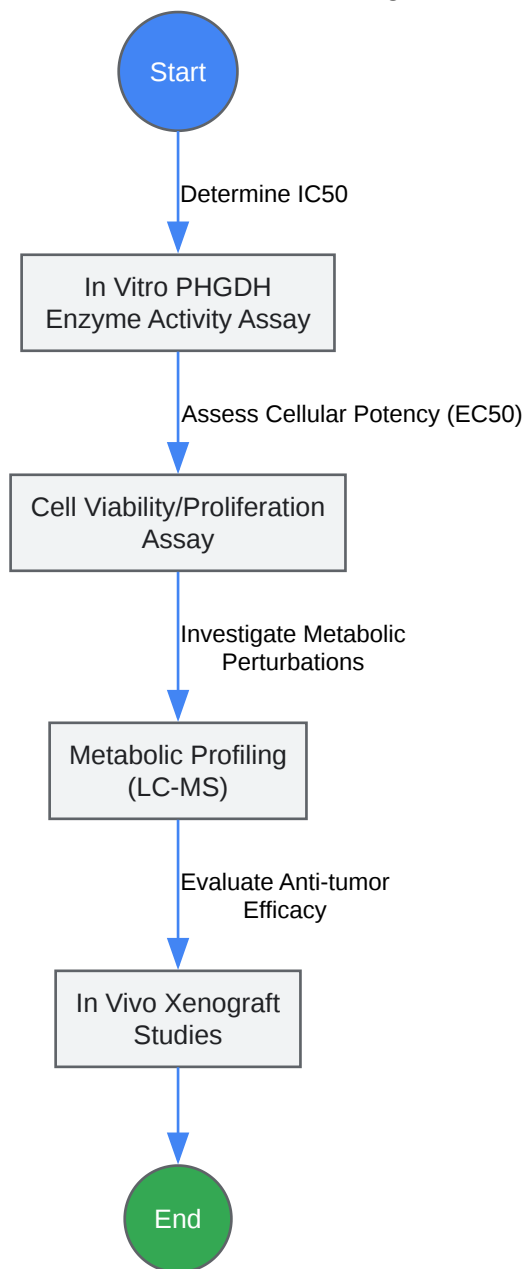 Start
Determine IC50
In Vitro PHGDH
Enzyme Activity Assay
Assess Cellular Potency (EC50)
Cell Viability/Proliferation
Assay
Investigate Metabolic
Perturbations
Metabolic Profiling
(LC-MS)
Evaluate Anti-tumor
Efficacy
In Vivo Xenograft
Studies
End